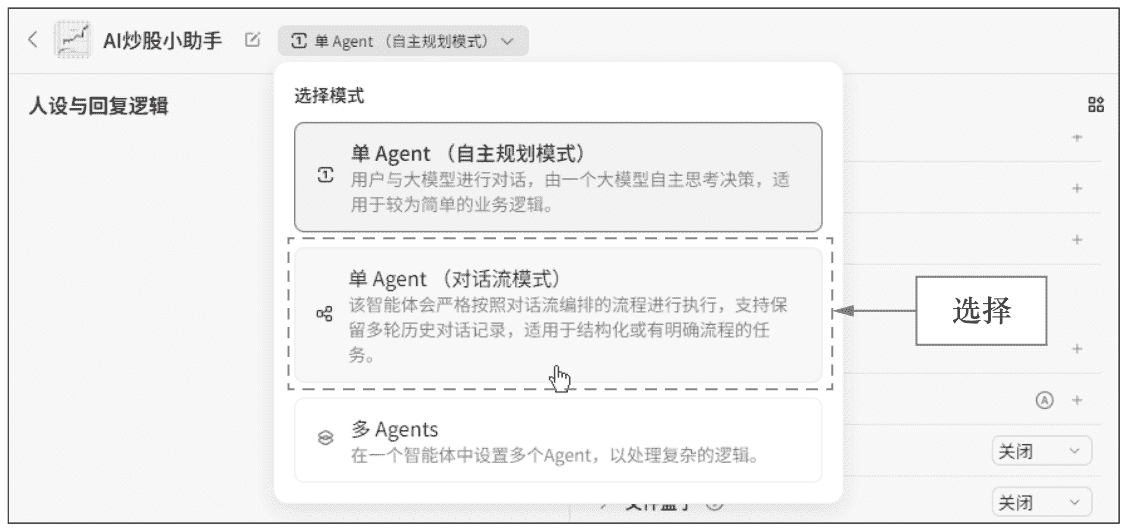 AI炒股小助手
单 Agent （自主规划模式）
人设与回复逻辑
选择模式
单 Agent （自主规划模式）
用户与大模型进行对话，由一个大模型自主思考决策，适
用于较为简单的业务逻辑。
单 Agent （对话流模式）
该智能体会严格按照对话流编排的流程进行执行，支持保
留多轮历史对话记录，适用于结构化或有明确流程的任
务。
选择
多 Agents
在一个智能体中设置多个Agent，以处理复杂的逻辑。
关闭
关闭